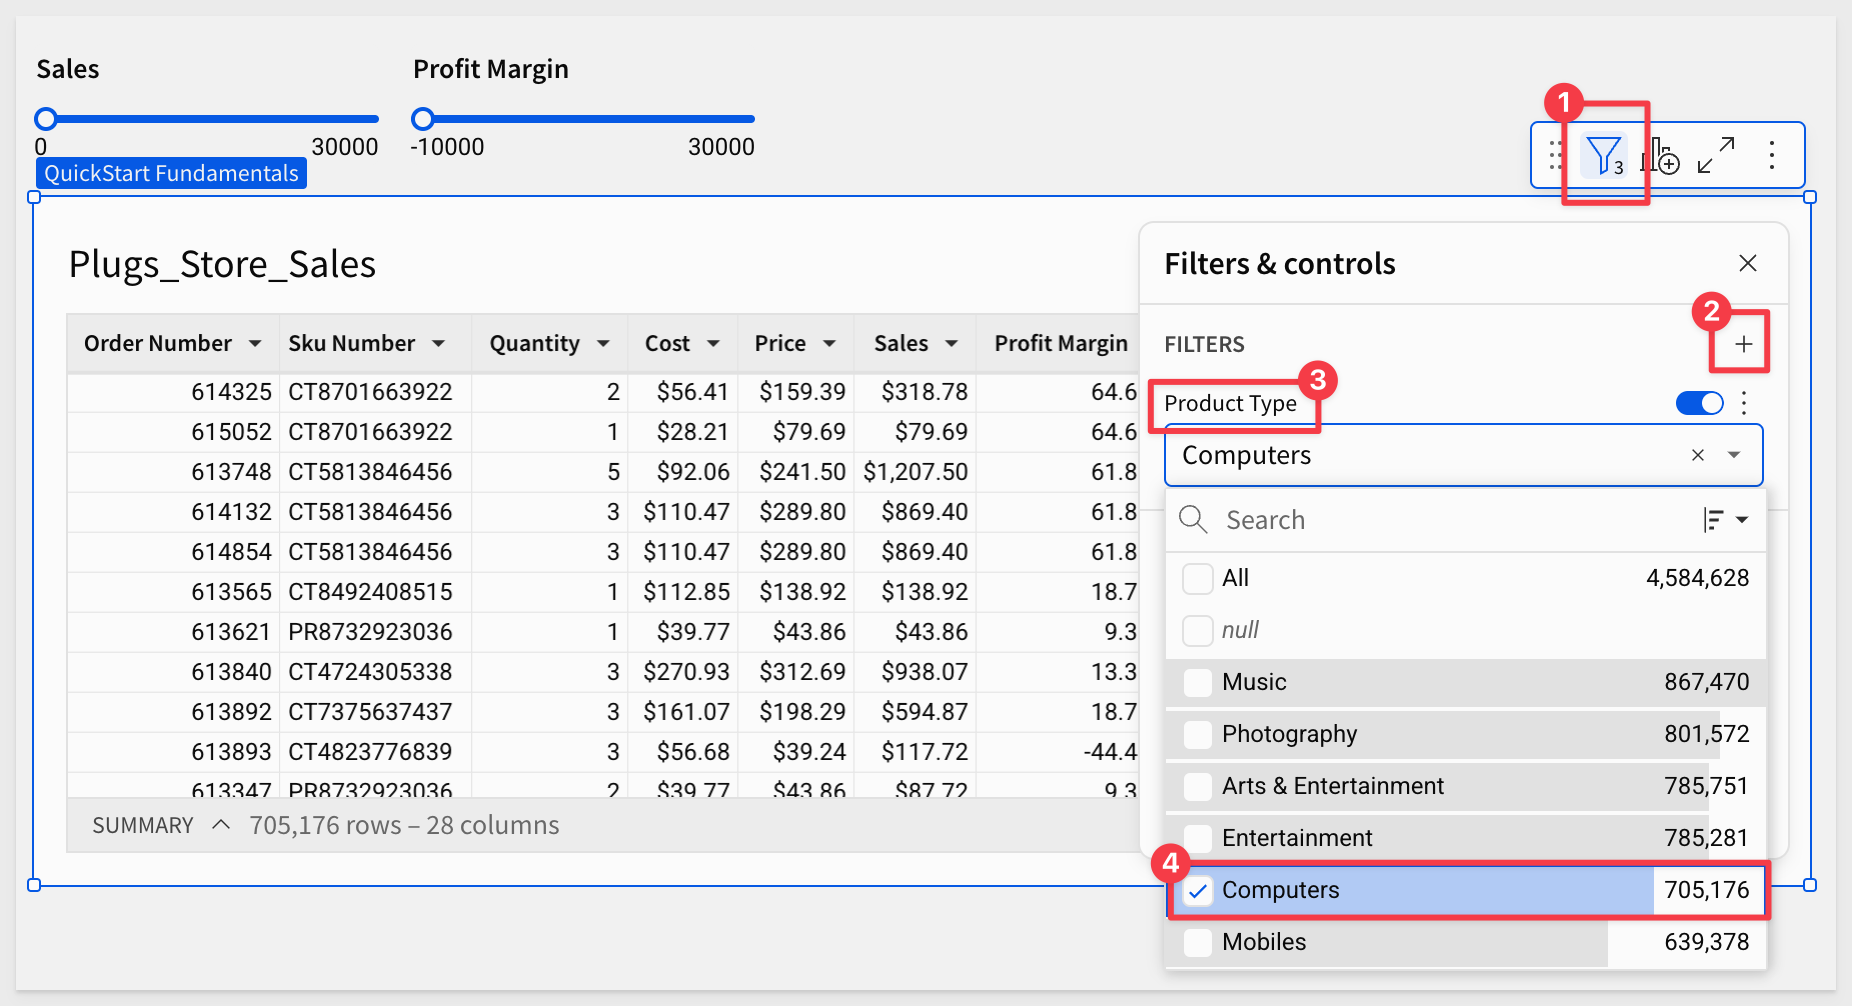 Sales
Profit Margin
0
30000
-10000
30000
QuickStart Fundamentals
1
3
Plugs_Store_Sales
Order Number Sku Number Quantity Cost Price Sales Profit Margin
614325 CT8701663922 2 $56.41 $159.39 $318.78 64.6
615052 CT8701663922 1 $28.21 $79.69 $79.69 64.6
613748 CT5813846456 5 $92.06 $241.50 $1,207.50 61.8
614132 CT5813846456 3 $110.47 $289.80 $869.40 61.8
614854 CT5813846456 3 $110.47 $289.80 $869.40 61.8
613565 CT8492408515 1 $112.85 $138.92 $138.92 18.7
613621 PR8732923036 1 $39.77 $43.86 $43.86 9.3
613840 CT4724305338 3 $270.93 $312.69 $938.07 13.3
613892 CT7375637437 3 $161.07 $198.29 $594.87 18.7
613893 CT4823776839 3 $56.68 $39.24 $117.72 -44.4
613347 PR8732923036 2 $39.77 $43.86 $87.72 9.3
SUMMARY 705,176 rows – 28 columns
Filters & controls
2
FILTERS
3
Product Type
Computers
Search
All 4,584,628
null
Music 867,470
Photography 801,572
Arts & Entertainment 785,751
Entertainment 785,281
4
Computers 705,176
Mobiles 639,378